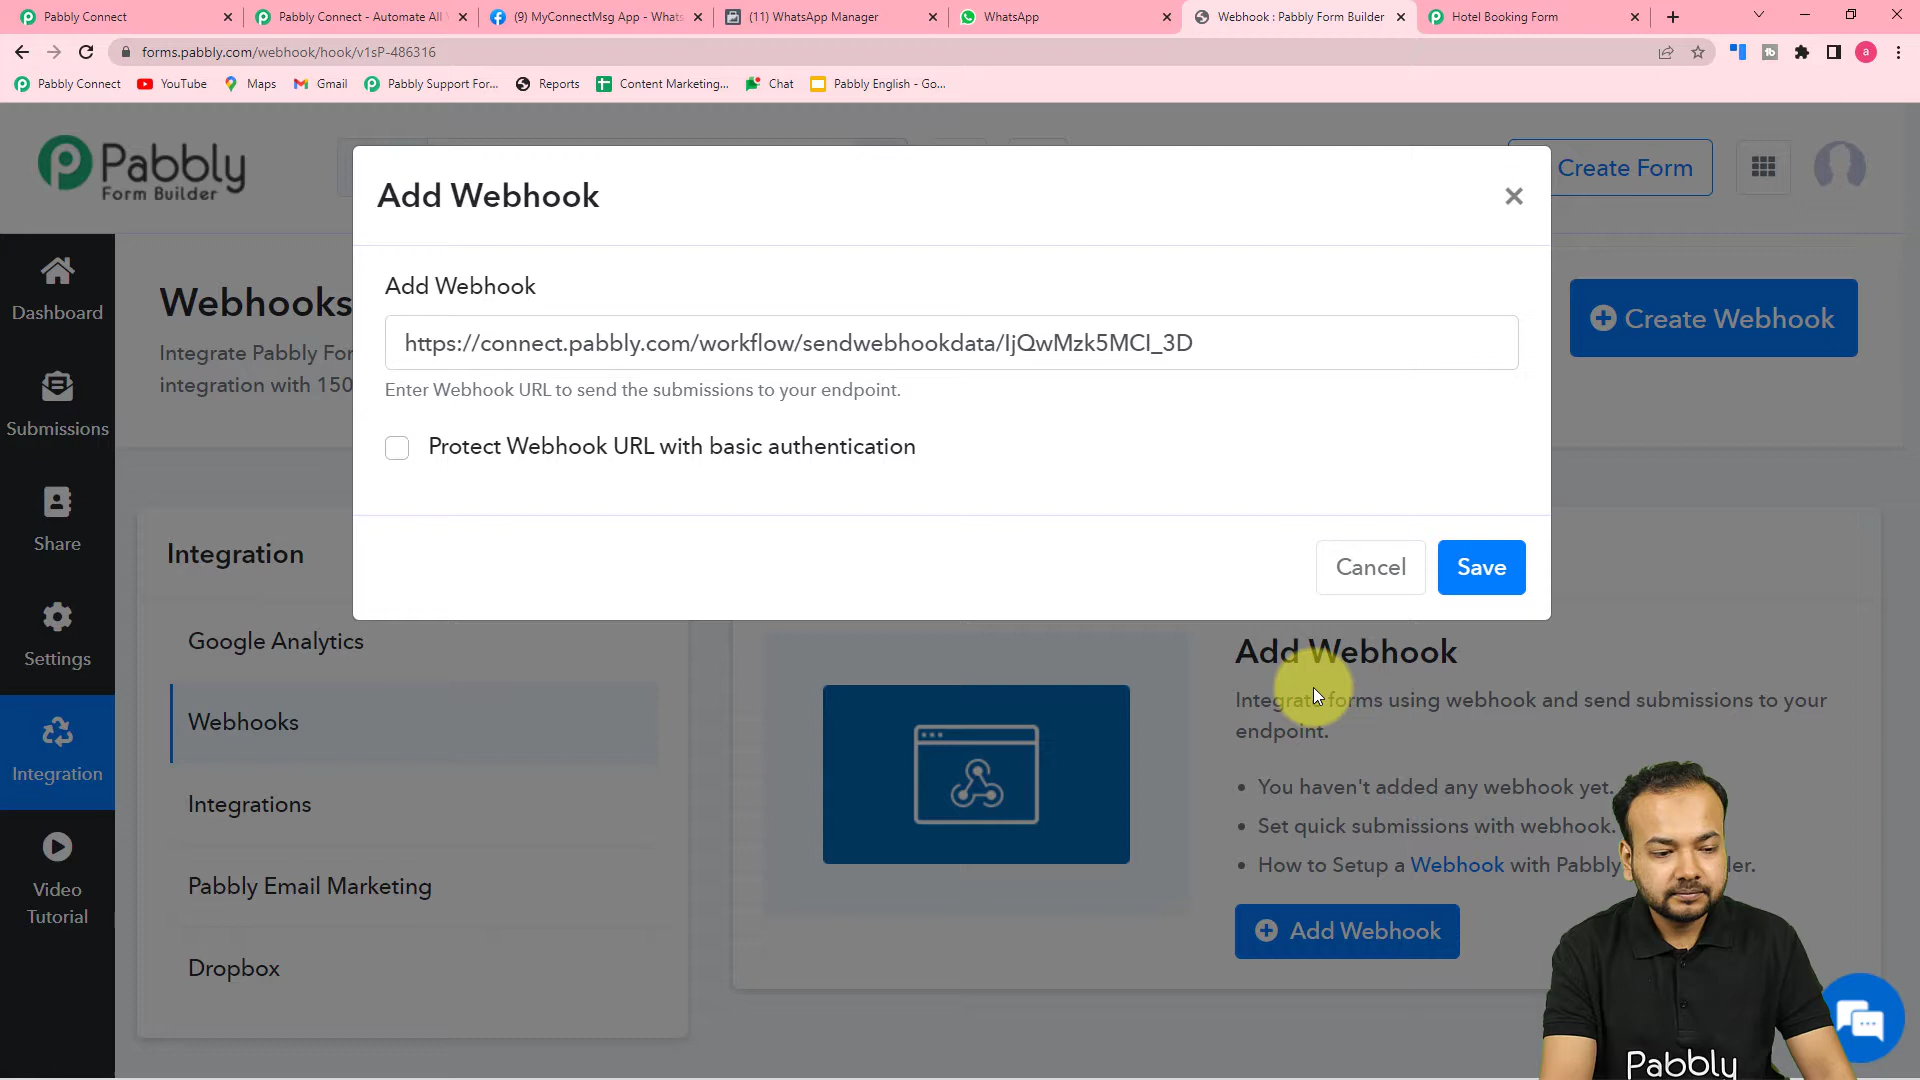 Pabbly Connect
Pabbly Connect - Automate All
(9) MyConnectMsg App - Whats
(11) WhatsApp Manager
WhatsApp
Webhook : Pabbly Form Builder
Hotel Booking Form
forms.pabbly.com/webhook/hook/v1sP-486316
a
Pabbly Connect
YouTube
Maps
Gmail
Pabbly Support For...
Reports
Content Marketing...
Chat
Pabbly English - Go...
Pabbly
Form Builder
Create Form
Add Webhook
Webhooks
Integrate Pabbly For
integration with 150
Create Webhook
Add Webhook
https://connect.pabbly.com/workflow/sendwebhookdata/IjQwMzk5MCI_3D
Enter Webhook URL to send the submissions to your endpoint.
Protect Webhook URL with basic authentication
Cancel
Save
Dashboard
Submissions
Share
Settings
Integration
Video
Tutorial
Integration
Google Analytics
Webhooks
Integrations
Pabbly Email Marketing
Dropbox
Add Webhook
Integrate forms using webhook and send submissions to your
endpoint.
• You haven't added any webhook yet.
• Set quick submissions with webhook.
• How to Setup a Webhook with Pabbly
Add Webhook
Pabbly